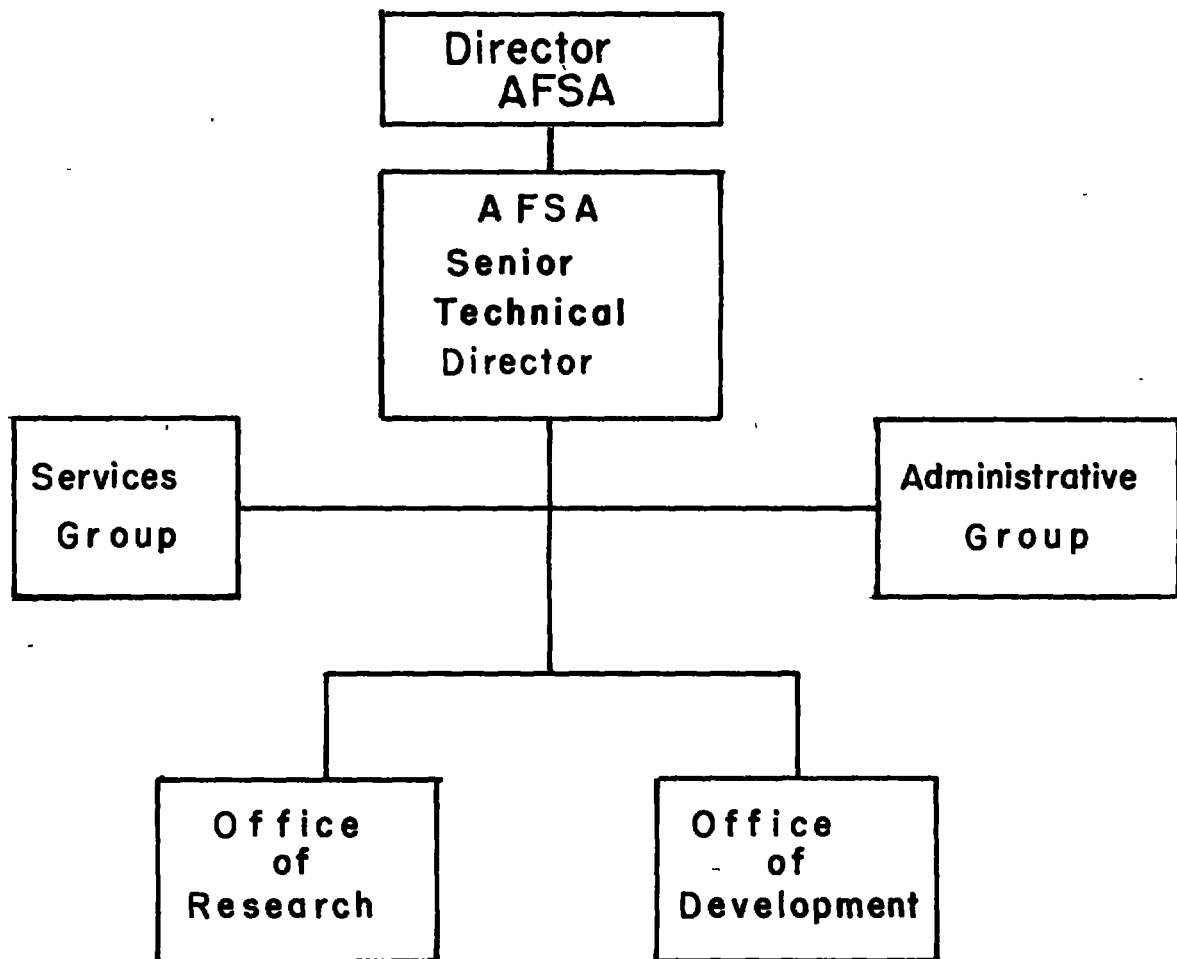 Director
AFSA
AFSA
Senior
Technical
Director
Services
Group
Administrative
Group
Office
of
Research
Office
of
Development